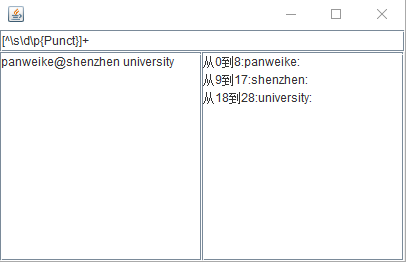 [^\s\d\p{Punct}]+
panweike@shenzhen university
从0到8:panweike:
从9到17:shenzhen:
从18到28:university: